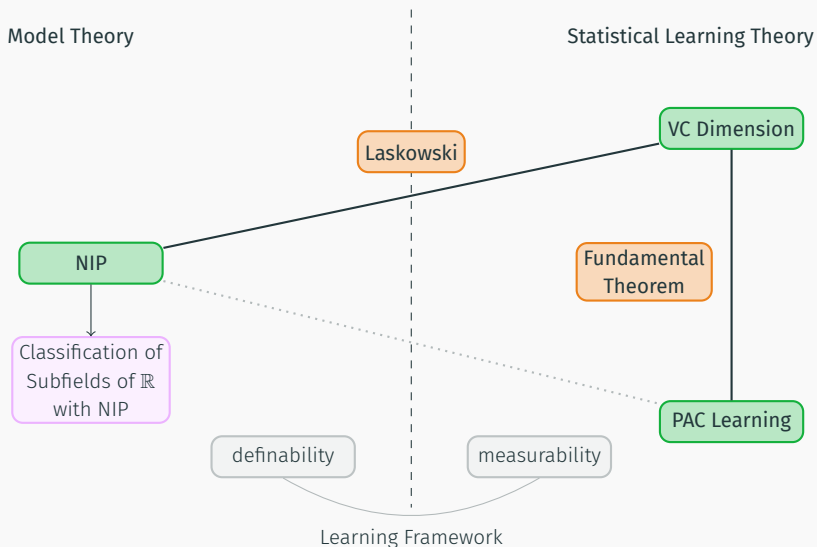 Model Theory
Statistical Learning Theory
VC Dimension
Laskowski
NIP
Fundamental
Theorem
Classification of
Subfields of ℝ
with NIP
PAC Learning
definability
measurability
Learning Framework